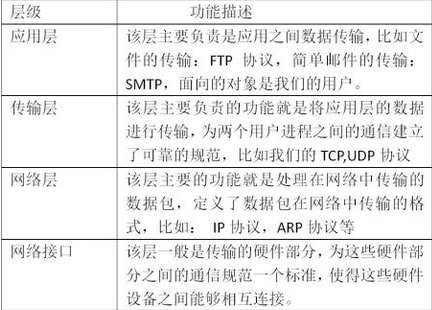 层级 功能描述
应用层 该层主要负责是应用之间数据传输，比如文
件的传输：FTP 协议，简单邮件的传输：
SMTP，面向的对象是我们的用户。
传输层 该层主要负责的功能就是将应用层的数据
进行传输，为两个用户进程之间的通信建立
了可靠的规范，比如我们的 TCP,UDP 协议
网络层 该层主要的功能就是处理在网络中传输的
数据包，定义了数据包在网络中传输的格
式，比如： IP 协议，ARP 协议等
网络接口 该层一般是传输的硬件部分，为这些硬件部
分之间的通信规范一个标准，使得这些硬件
设备之间能够相互连接。